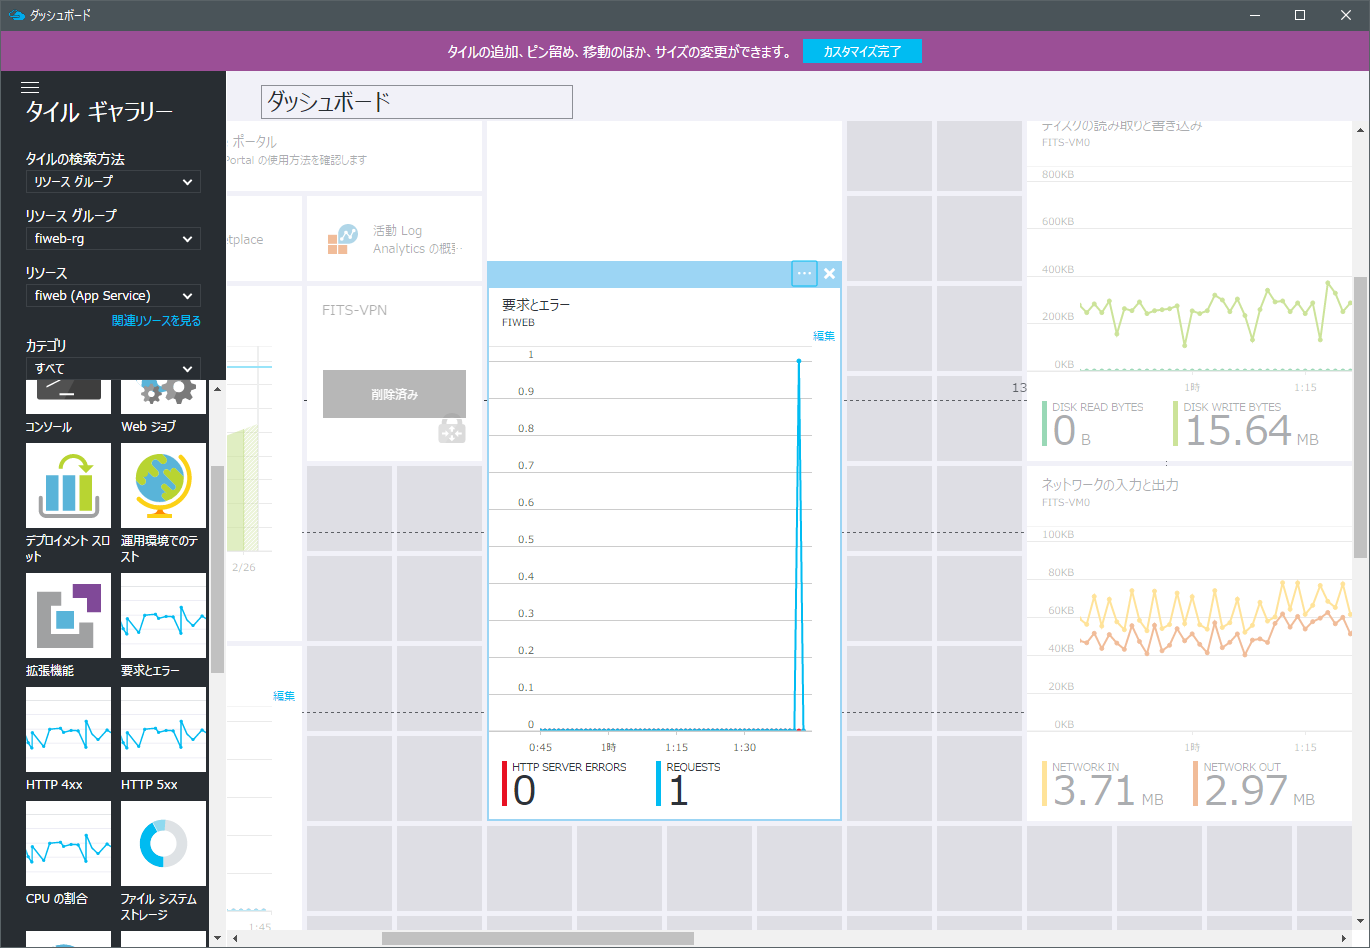 ダッシュボード
タイルの追加、ピン留め、移動のほか、サイズの変更ができます。
カスタマイズ完了
タイル ギャラリー
タイルの検索方法
リソース グループ
リソース グループ
fiweb-rg
リソース
fiweb (App Service)
関連リソースを見る
カテゴリ
すべて
コンソール
Web ジョブ
デプロイメント スロ
ット
運用環境でのテ
スト
拡張機能
要求とエラー
HTTP 4xx
HTTP 5xx
CPU の割合
ファイル システム
ストレージ
ダッシュボード
ポータル
Portal の使用方法を確認します
etplace
活動 Log
Analytics の概要…
FITS-VPN
削除済み
2/26
編集
1:45
要求とエラー
FIWEB
編集
1
0.9
0.8
0.7
0.6
0.5
0.4
0.3
0.2
0.1
0
0:45
1時
1:15
1:30
HTTP SERVER ERRORS
0
REQUESTS
1
13
ディスクの読み取りと書き込み
FITS-VM0
800KB
600KB
400KB
200KB
0KB
1時
1:15
DISK READ BYTES
0 B
DISK WRITE BYTES
15.64 MB
ネットワークの入力と出力
FITS-VM0
100KB
80KB
60KB
40KB
20KB
0KB
1時
1:15
NETWORK IN
3.71 MB
NETWORK OUT
2.97 MB